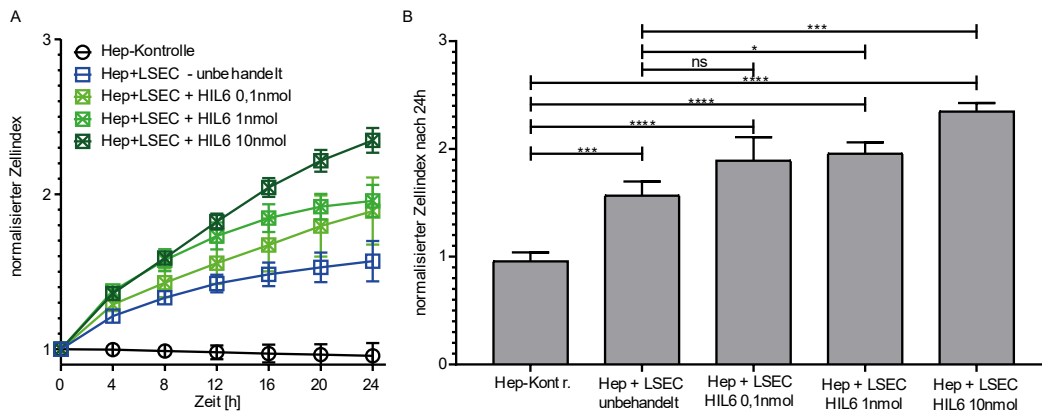 A
normalisierter Zellindex
3
2
1
Hep-Kontrolle
Hep+LSEC - unbehandelt
Hep+LSEC + HIL6 0,1nmol
Hep+LSEC + HIL6 1nmol
Hep+LSEC + HIL6 10nmol
0 4 8 12 16 20 24
Zeit [h]
B
normalisierter Zellindex nach 24h
3
2
1
0
***
*
ns
****
****
****
***
Hep-Kontr.
Hep + LSEC
unbehandelt
Hep + LSEC
HIL6 0,1nmol
Hep + LSEC
HIL6 1nmol
Hep + LSEC
HIL6 10nmol